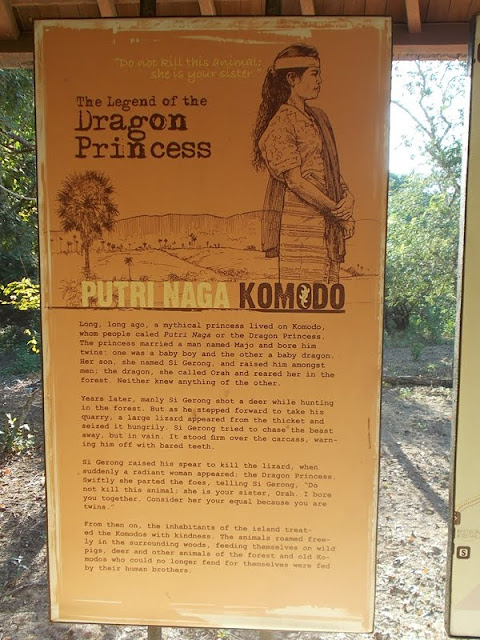 "Do not kill this animal;
she is your sister."
The Legend of the
Dragon
Princess
PUTRI NAGA KOMODO
Long, long ago, a mythical princess lived on Komodo,
whom people caled Putri Naga or the Dragon Princess.
The princess married a man named Majo and bore him
twins: one was a baby boy and the other a baby dragon.
Her son, she named Si Gerong, and raised him amongst
men; the dragon, she called Orah and reared her in the
forest. Neither knew anything of the other.
Years later, manly Si Gerong shot a deer while hunting
in the forest. But as he stepped forward to take his
quarry, a large lizard appeared from the thicket and
seized it hungrily. Si Gerong tried to chase the beast
away, but in vain. It stood firm over the carcass, warn-
ing him off with bared teeth.
Si Gerong raised his spear to kill the lizard, when
suddenly a radiant woman appeared: the Dragon Princess.
Swiftly she parted the foes, telling Si Gerong, "Do
not kill this animal; she is your sister, Orah. I bore
you together. Consider her your equal because you are
twins."
From then on, the inhabitants of the island treat-
ed the Komodos with kindness. The animals roamed free-
ly in the surrounding woods, feeding themselves on wild
pigs, deer and other animals of the forest and old Ko-
modos who could no longer fend for themselves were fed
by their human brothers.
S